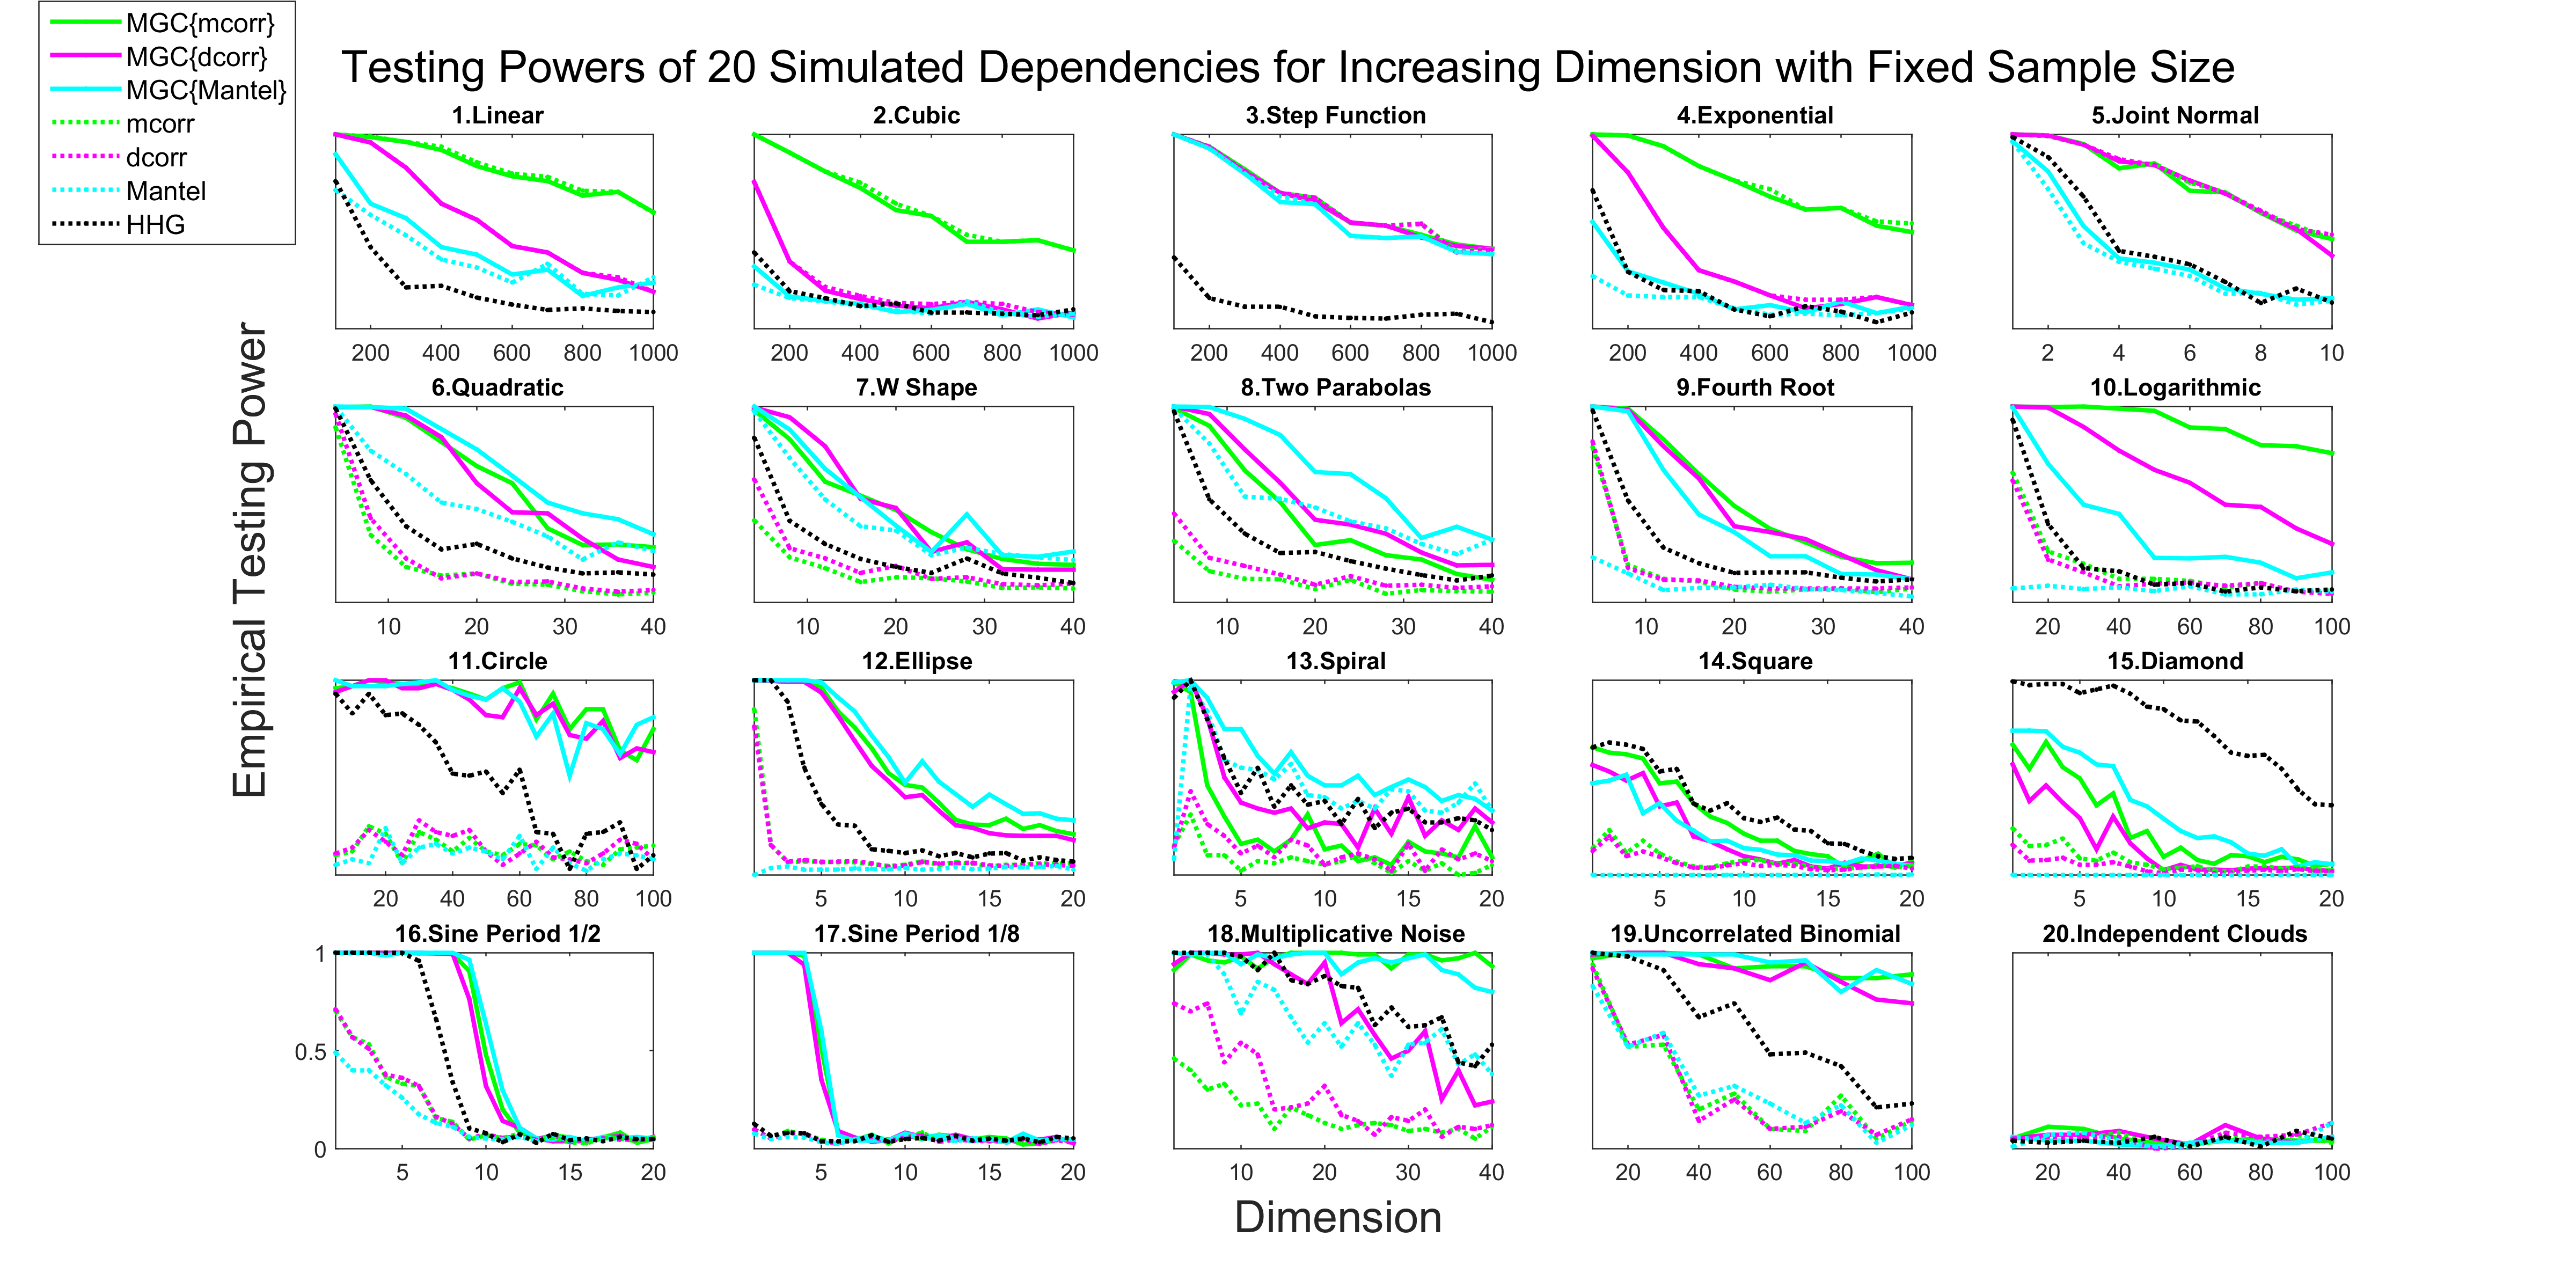 MGC{mcorr}
MGC{dcorr}
MGC{Mantel}
mcorr
dcorr
Mantel
HHG
Testing Powers of 20 Simulated Dependencies for Increasing Dimension with Fixed Sample Size
1.Linear
200 400 600 800 1000
2.Cubic
200 400 600 800 1000
3.Step Function
200 400 600 800 1000
4.Exponential
200 400 600 800 1000
5.Joint Normal
2 4 6 8 10
6.Quadratic
10 20 30 40
7.W Shape
10 20 30 40
8.Two Parabolas
10 20 30 40
9.Fourth Root
10 20 30 40
10.Logarithmic
20 40 60 80 100
11.Circle
20 40 60 80 100
12.Ellipse
5 10 15 20
13.Spiral
5 10 15 20
14.Square
5 10 15 20
15.Diamond
5 10 15 20
16.Sine Period 1/2
1
0.5
0
5 10 15 20
17.Sine Period 1/8
5 10 15 20
18.Multiplicative Noise
10 20 30 40
19.Uncorrelated Binomial
20 40 60 80 100
20.Independent Clouds
20 40 60 80 100
Empirical Testing Power
Dimension